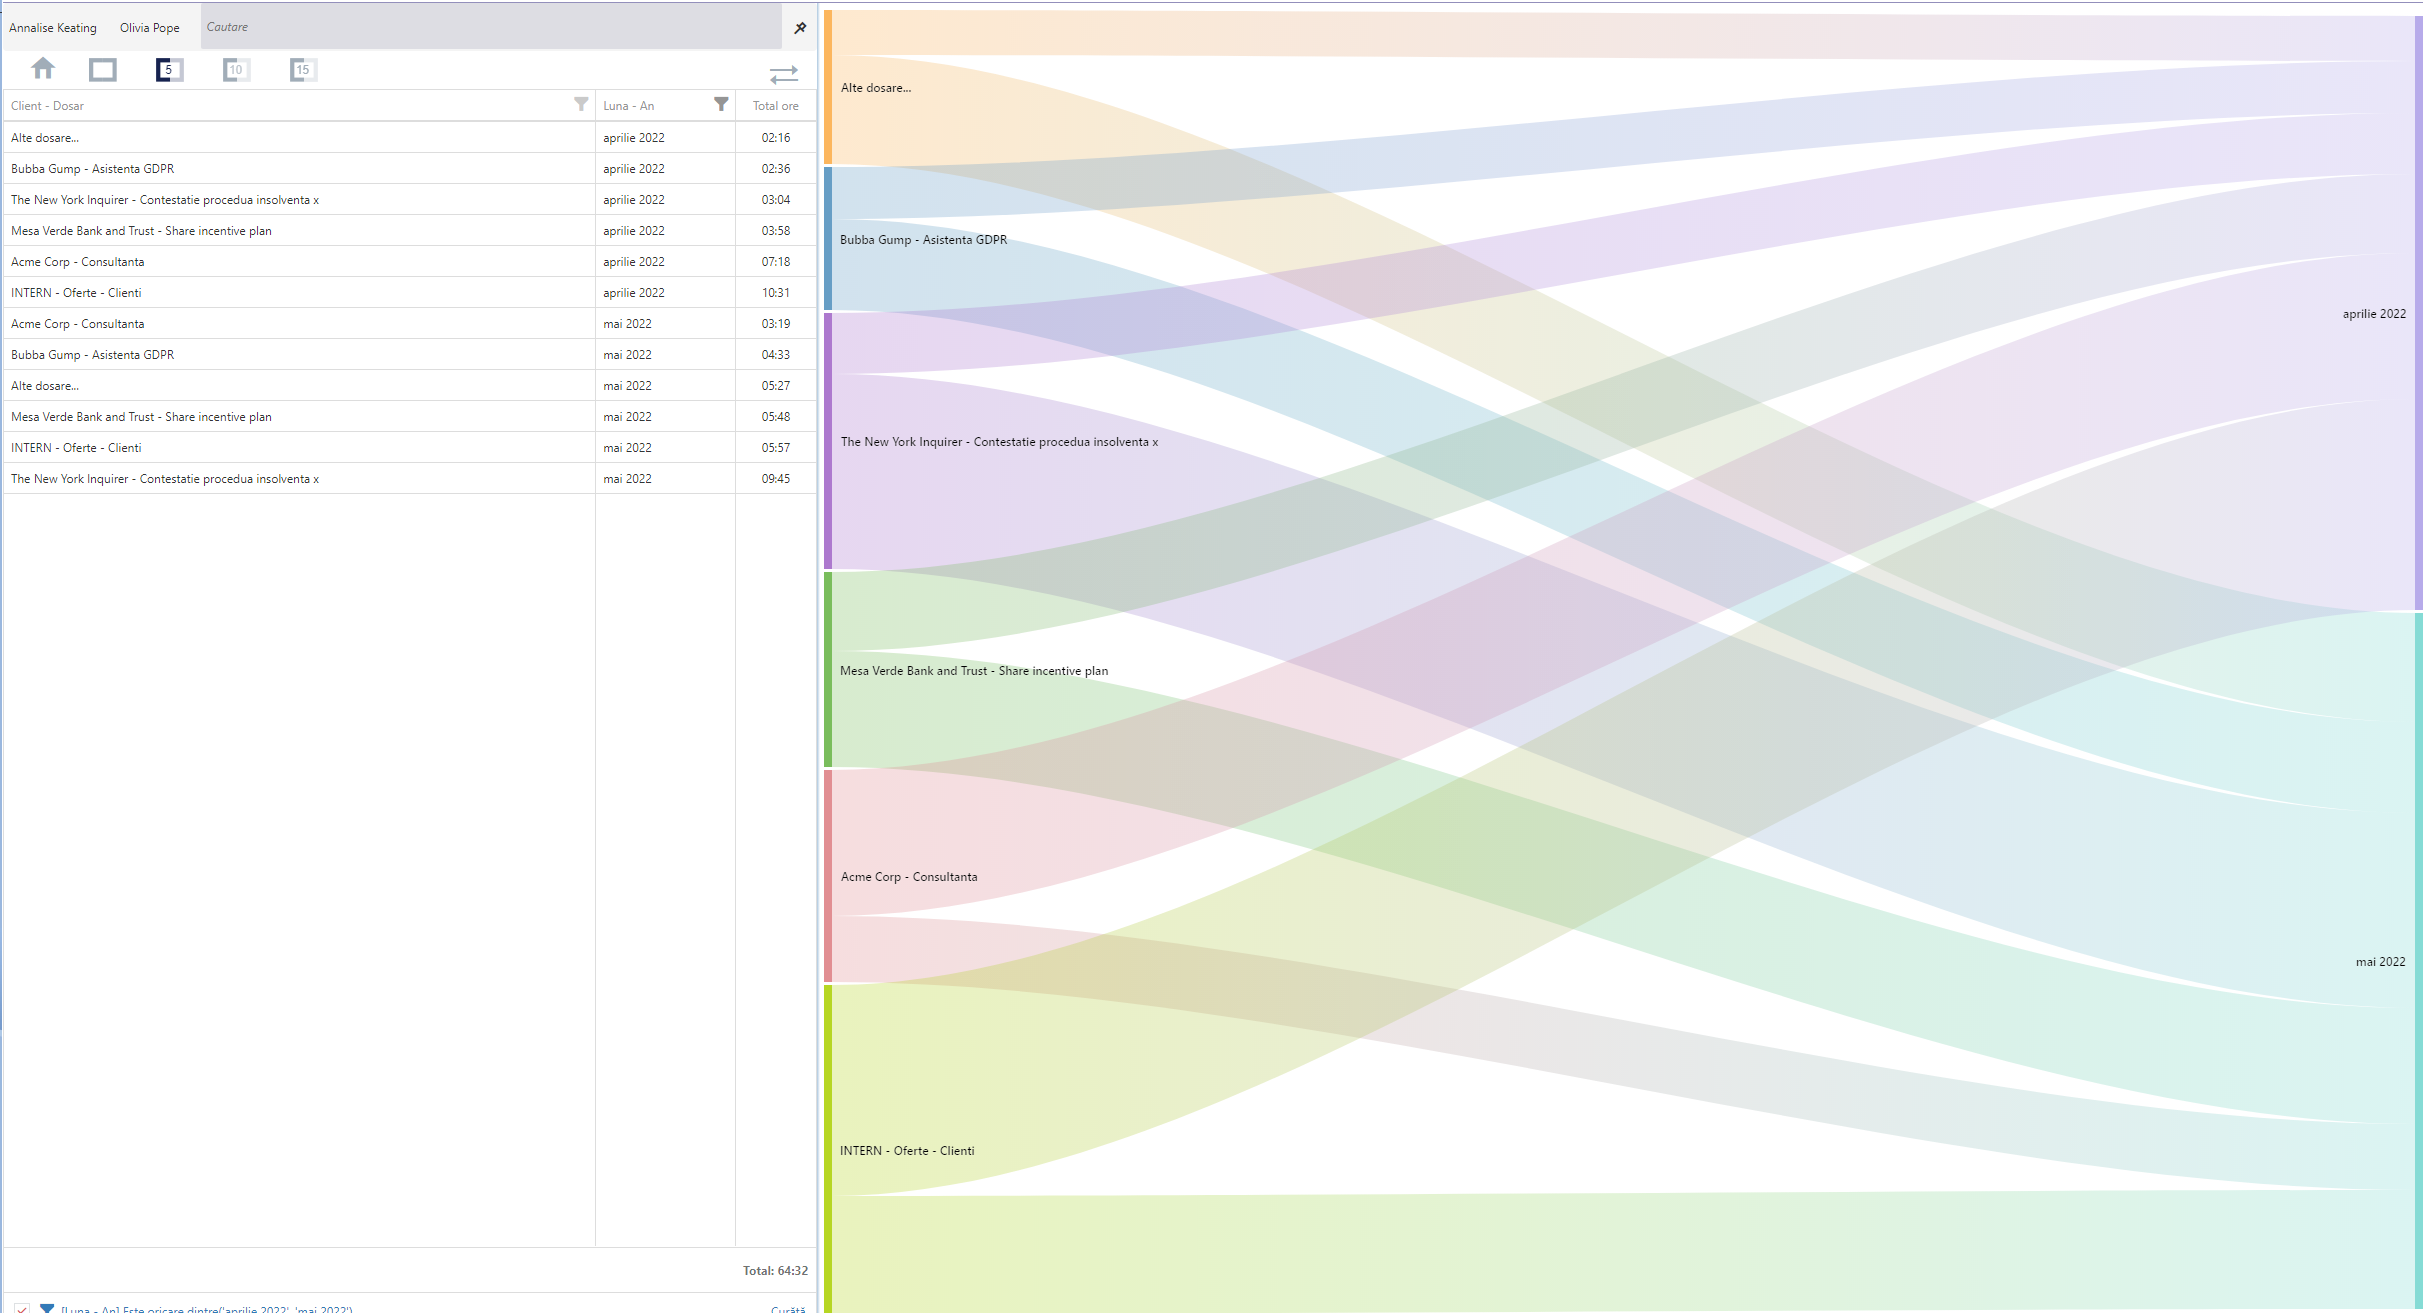 Annalise Keating Olivia Pope Cautare
5 10 15
Client - Dosar Luna - An Total ore
Alte dosare... aprilie 2022 02:16
Bubba Gump - Asistenta GDPR aprilie 2022 02:36
The New York Inquirer - Contestatie procedua insolventa x aprilie 2022 03:04
Mesa Verde Bank and Trust - Share incentive plan aprilie 2022 03:58
Acme Corp - Consultanta aprilie 2022 07:18
INTERN - Oferte - Clienti aprilie 2022 10:31
Acme Corp - Consultanta mai 2022 03:19
Bubba Gump - Asistenta GDPR mai 2022 04:33
Alte dosare... mai 2022 05:27
Mesa Verde Bank and Trust - Share incentive plan mai 2022 05:48
INTERN - Oferte - Clienti mai 2022 05:57
The New York Inquirer - Contestatie procedua insolventa x mai 2022 09:45
Total: 64:32
[Luna - An] Este oricare dintre('aprilie 2022', 'mai 2022') Curăță
Alte dosare...
Bubba Gump - Asistenta GDPR
aprilie 2022
The New York Inquirer - Contestatie procedua insolventa x
Mesa Verde Bank and Trust - Share incentive plan
Acme Corp - Consultanta
mai 2022
INTERN - Oferte - Clienti